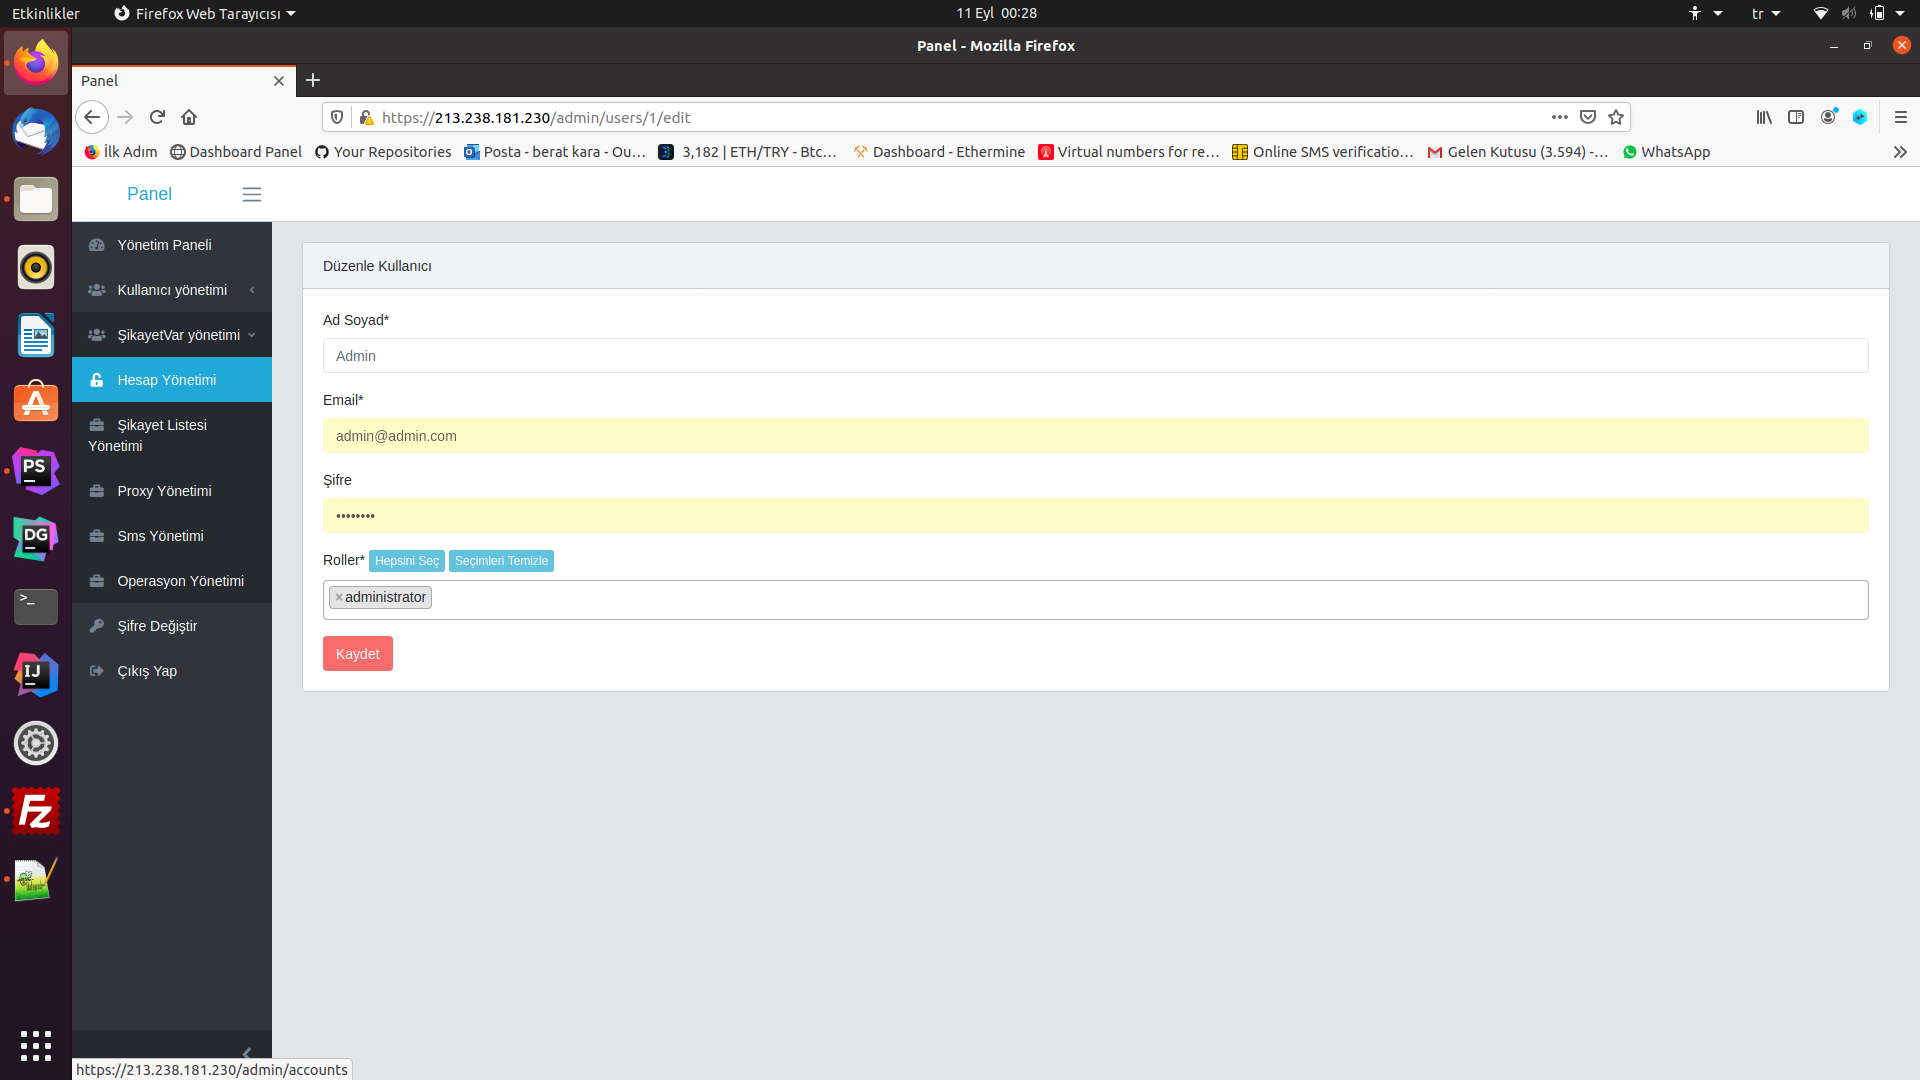 Etkinlikler
Firefox Web Tarayıcısı
11 Eyl 00:28
tr
Panel - Mozilla Firefox
Panel
https://213.238.181.230/admin/users/1/edit
İlk Adım
Dashboard Panel
Your Repositories
Posta - berat kara - Ou…
3,182 | ETH/TRY - Btc…
Dashboard - Ethermine
Virtual numbers for re…
Online SMS verificatio…
Gelen Kutusu (3.594) -…
WhatsApp
Panel
Yönetim Paneli
Kullanıcı yönetimi
ŞikayetVar yönetimi
Hesap Yönetimi
Şikayet Listesi
Yönetimi
Proxy Yönetimi
Sms Yönetimi
Operasyon Yönetimi
Şifre Değiştir
Çıkış Yap
Düzenle Kullanıcı
Ad Soyad*
Admin
Email*
admin@admin.com
Şifre
••••••••
Roller* Hepsini Seç Seçimleri Temizle
×administrator
Kaydet
PS
DG
>_
IJ
Fz
https://213.238.181.230/admin/accounts